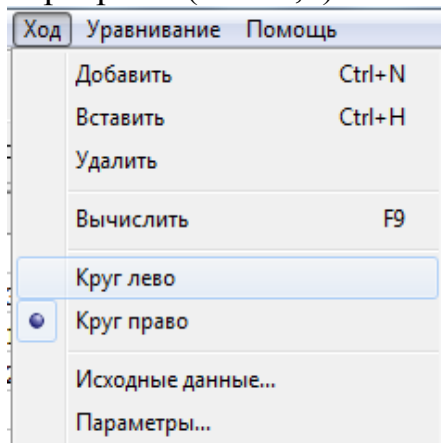 Ход Уравнивание Помощь
Добавить Ctrl+N
Вставить Ctrl+H
Удалить
Вычислить F9
Круг лево
Круг право
Исходные данные...
Параметры...